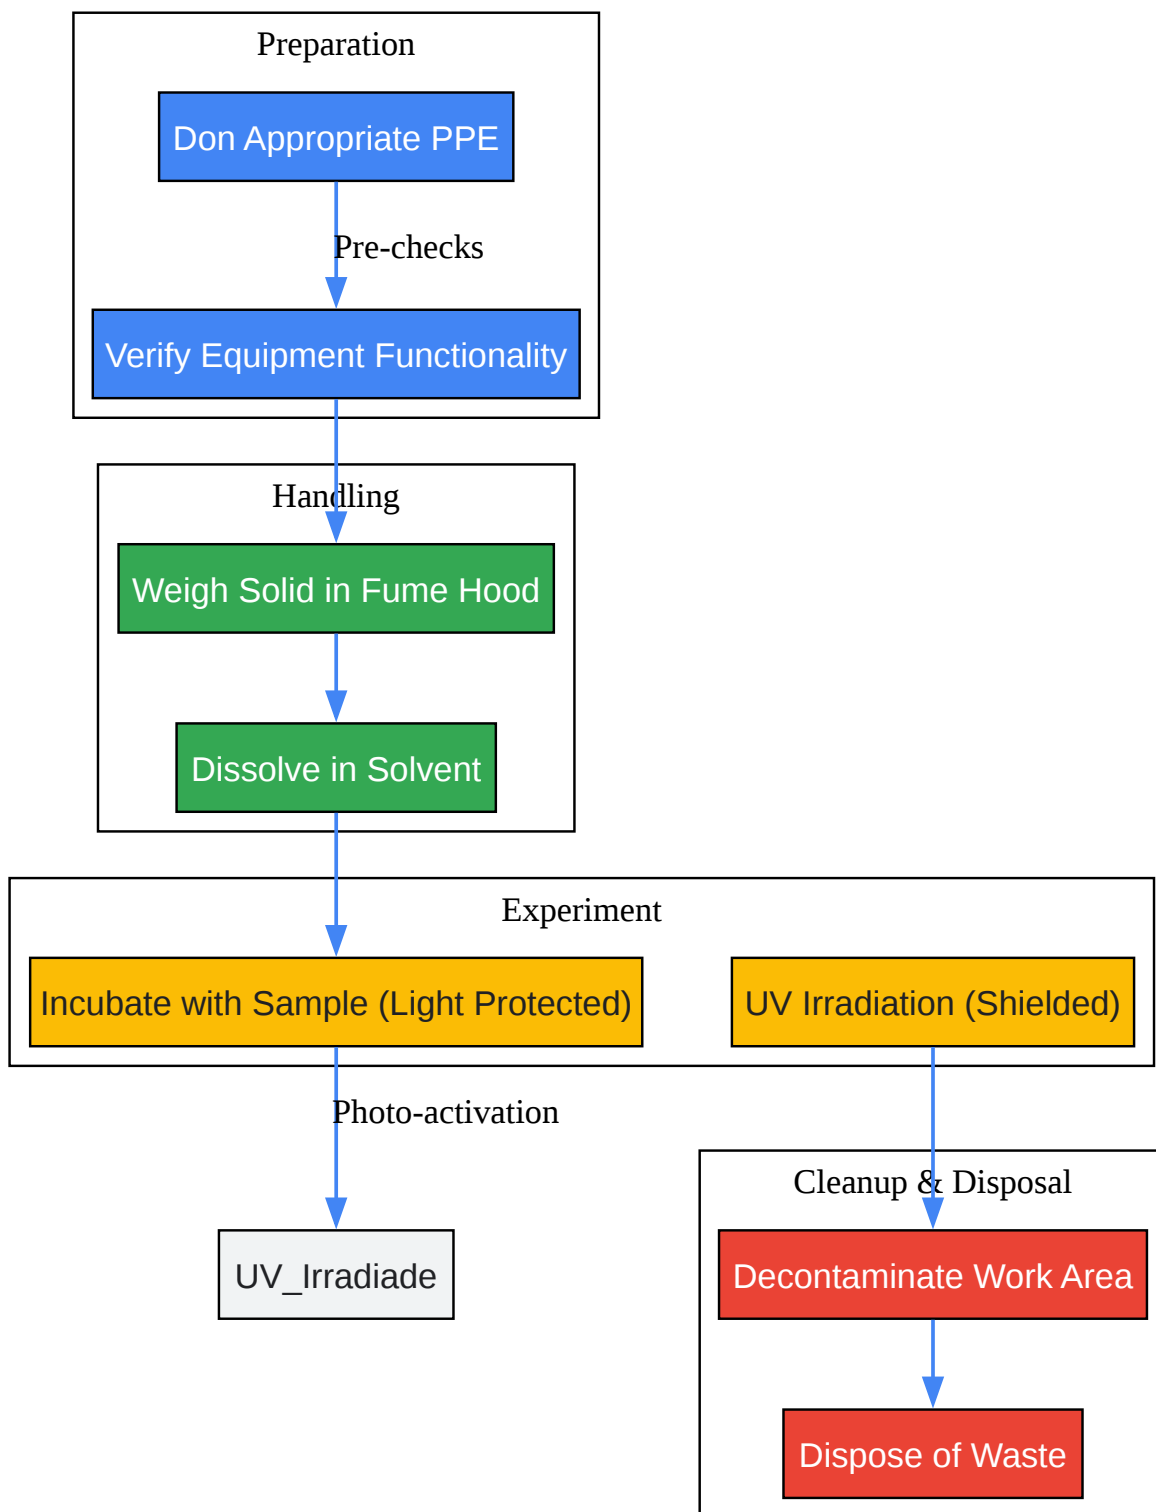 Preparation
Don Appropriate PPE
Pre-checks
Verify Equipment Functionality
Handling
Weigh Solid in Fume Hood
Dissolve in Solvent
Experiment
Incubate with Sample (Light Protected)
UV Irradiation (Shielded)
Photo-activation
Cleanup & Disposal
UV_Irradiade
Decontaminate Work Area
Dispose of Waste